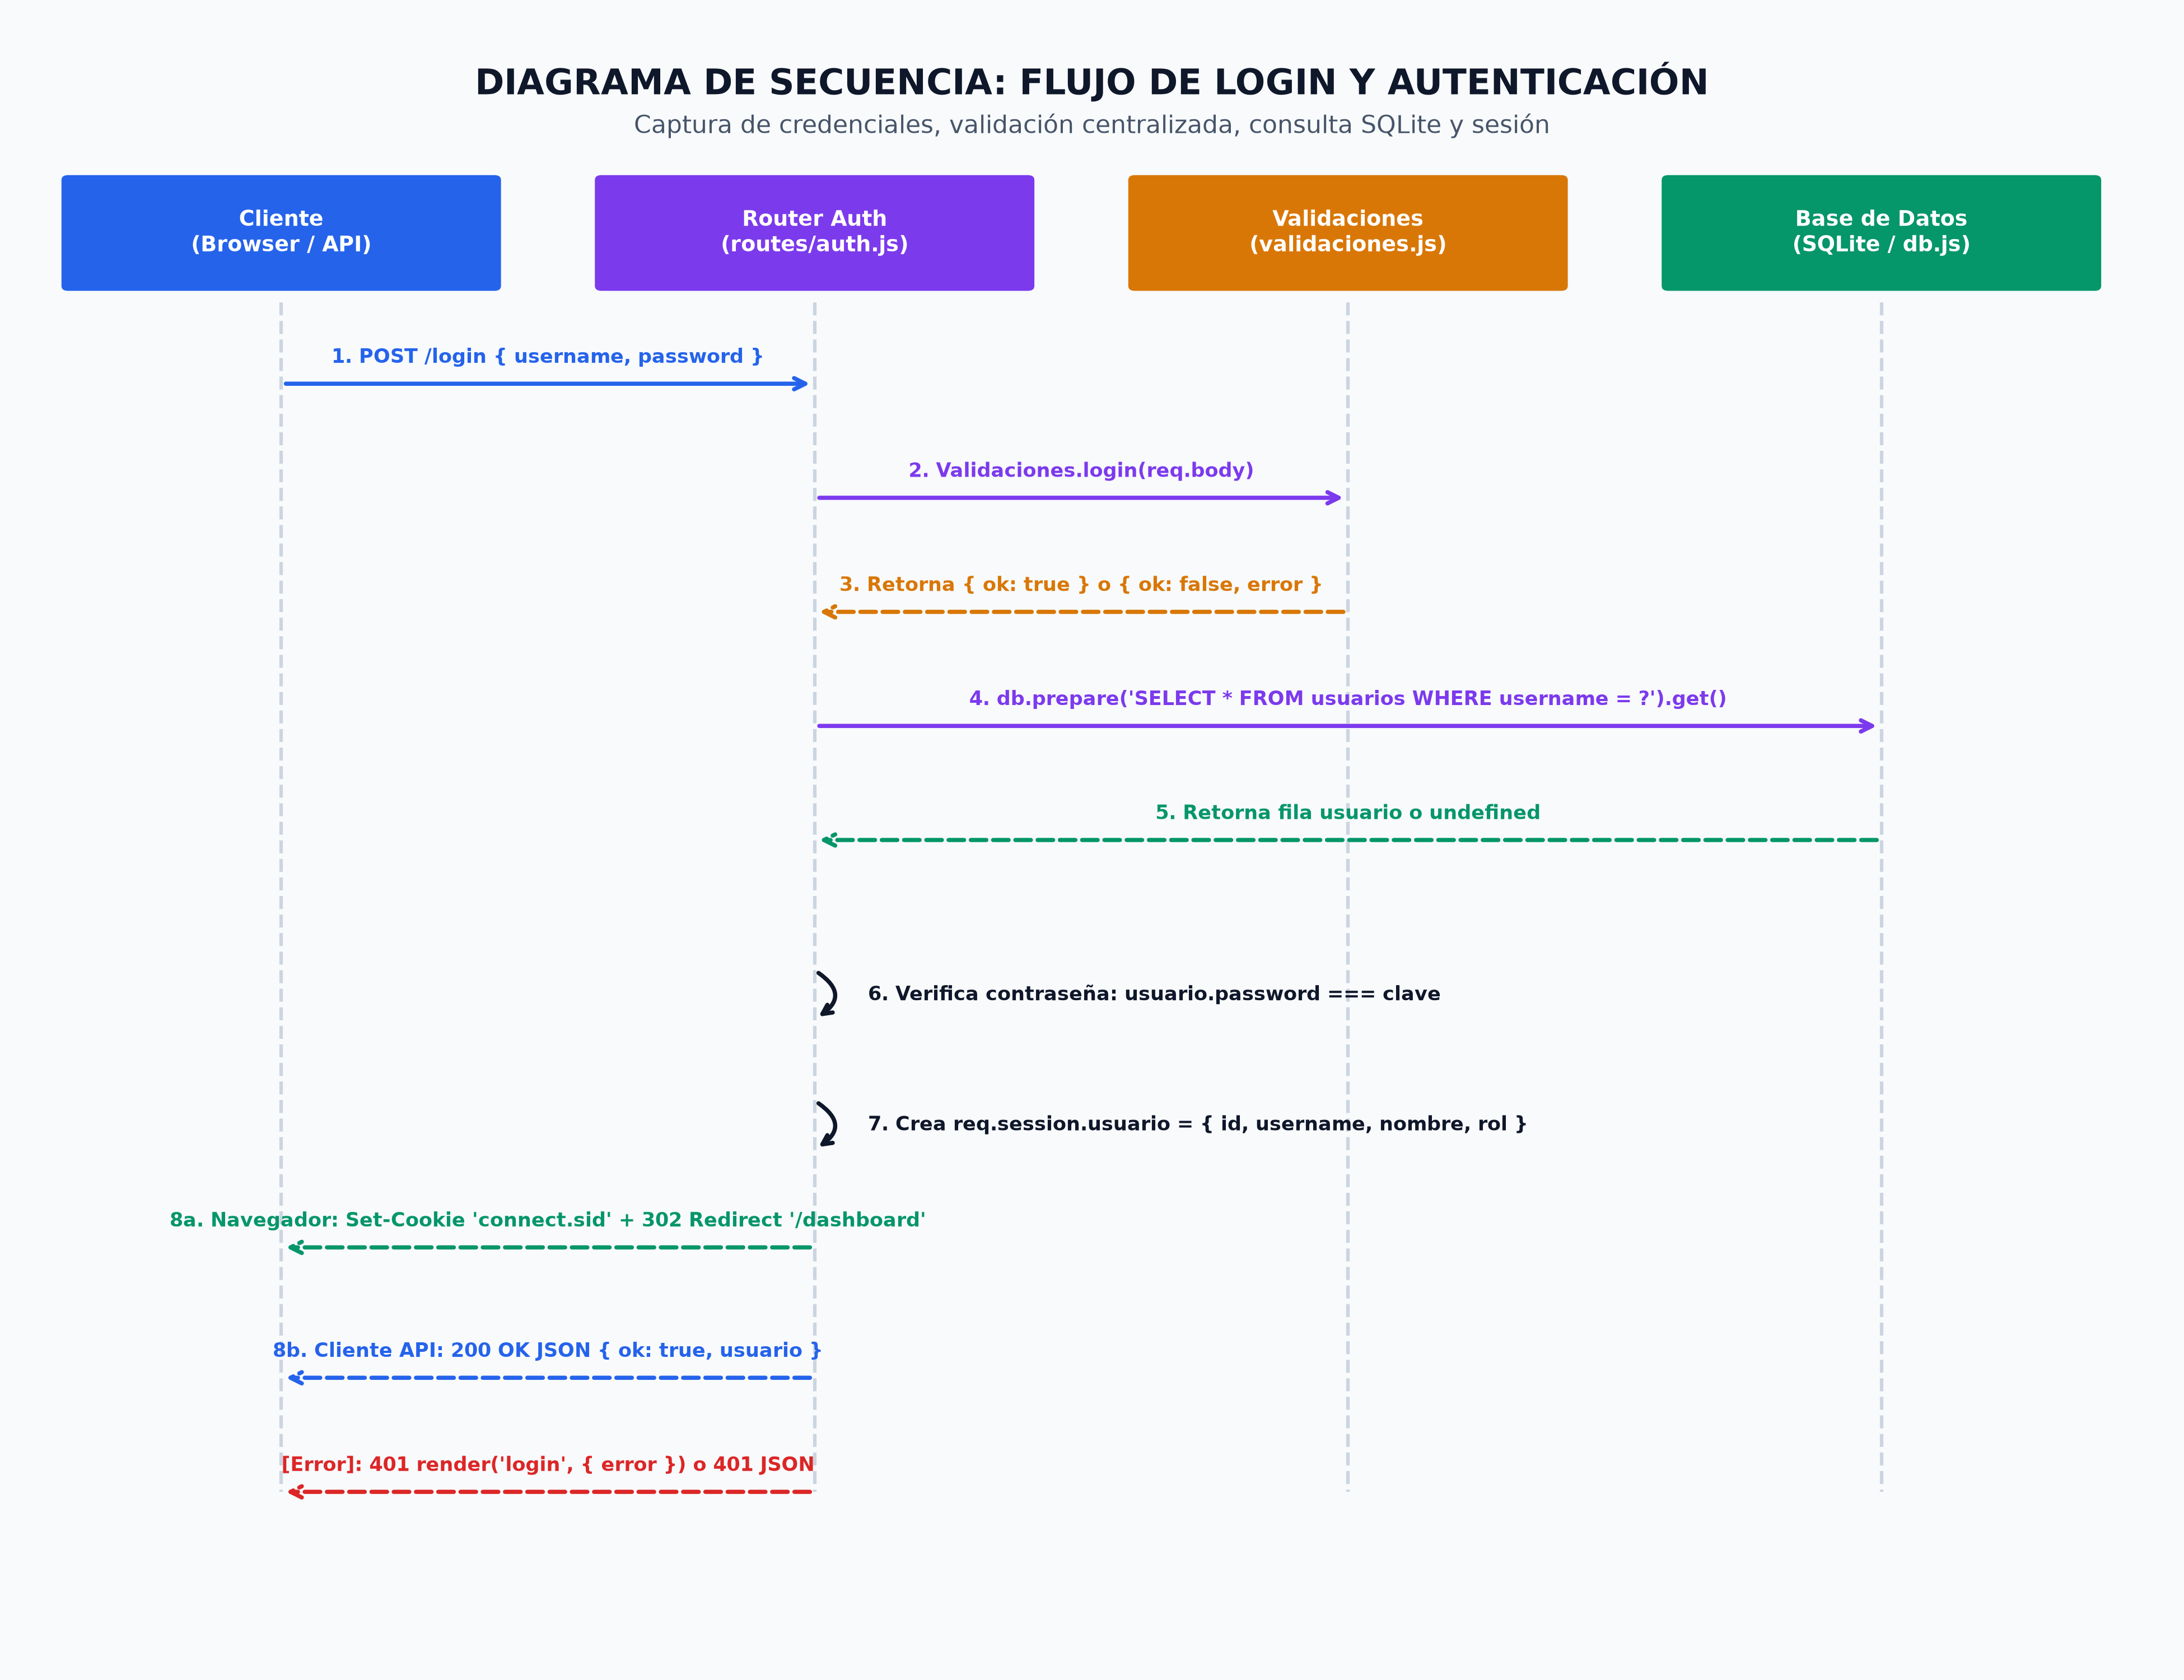 DIAGRAMA DE SECUENCIA: FLUJO DE LOGIN Y AUTENTICACIÓN
Captura de credenciales, validación centralizada, consulta SQLite y sesión
Cliente
(Browser / API)
Router Auth
(routes/auth.js)
Validaciones
(validaciones.js)
Base de Datos
(SQLite / db.js)
1. POST /login { username, password }
2. Validaciones.login(req.body)
3. Retorna { ok: true } o { ok: false, error }
4. db.prepare('SELECT * FROM usuarios WHERE username = ?').get()
5. Retorna fila usuario o undefined
6. Verifica contraseña: usuario.password === clave
7. Crea req.session.usuario = { id, username, nombre, rol }
8a. Navegador: Set-Cookie 'connect.sid' + 302 Redirect '/dashboard'
8b. Cliente API: 200 OK JSON { ok: true, usuario }
[Error]: 401 render('login', { error }) o 401 JSON